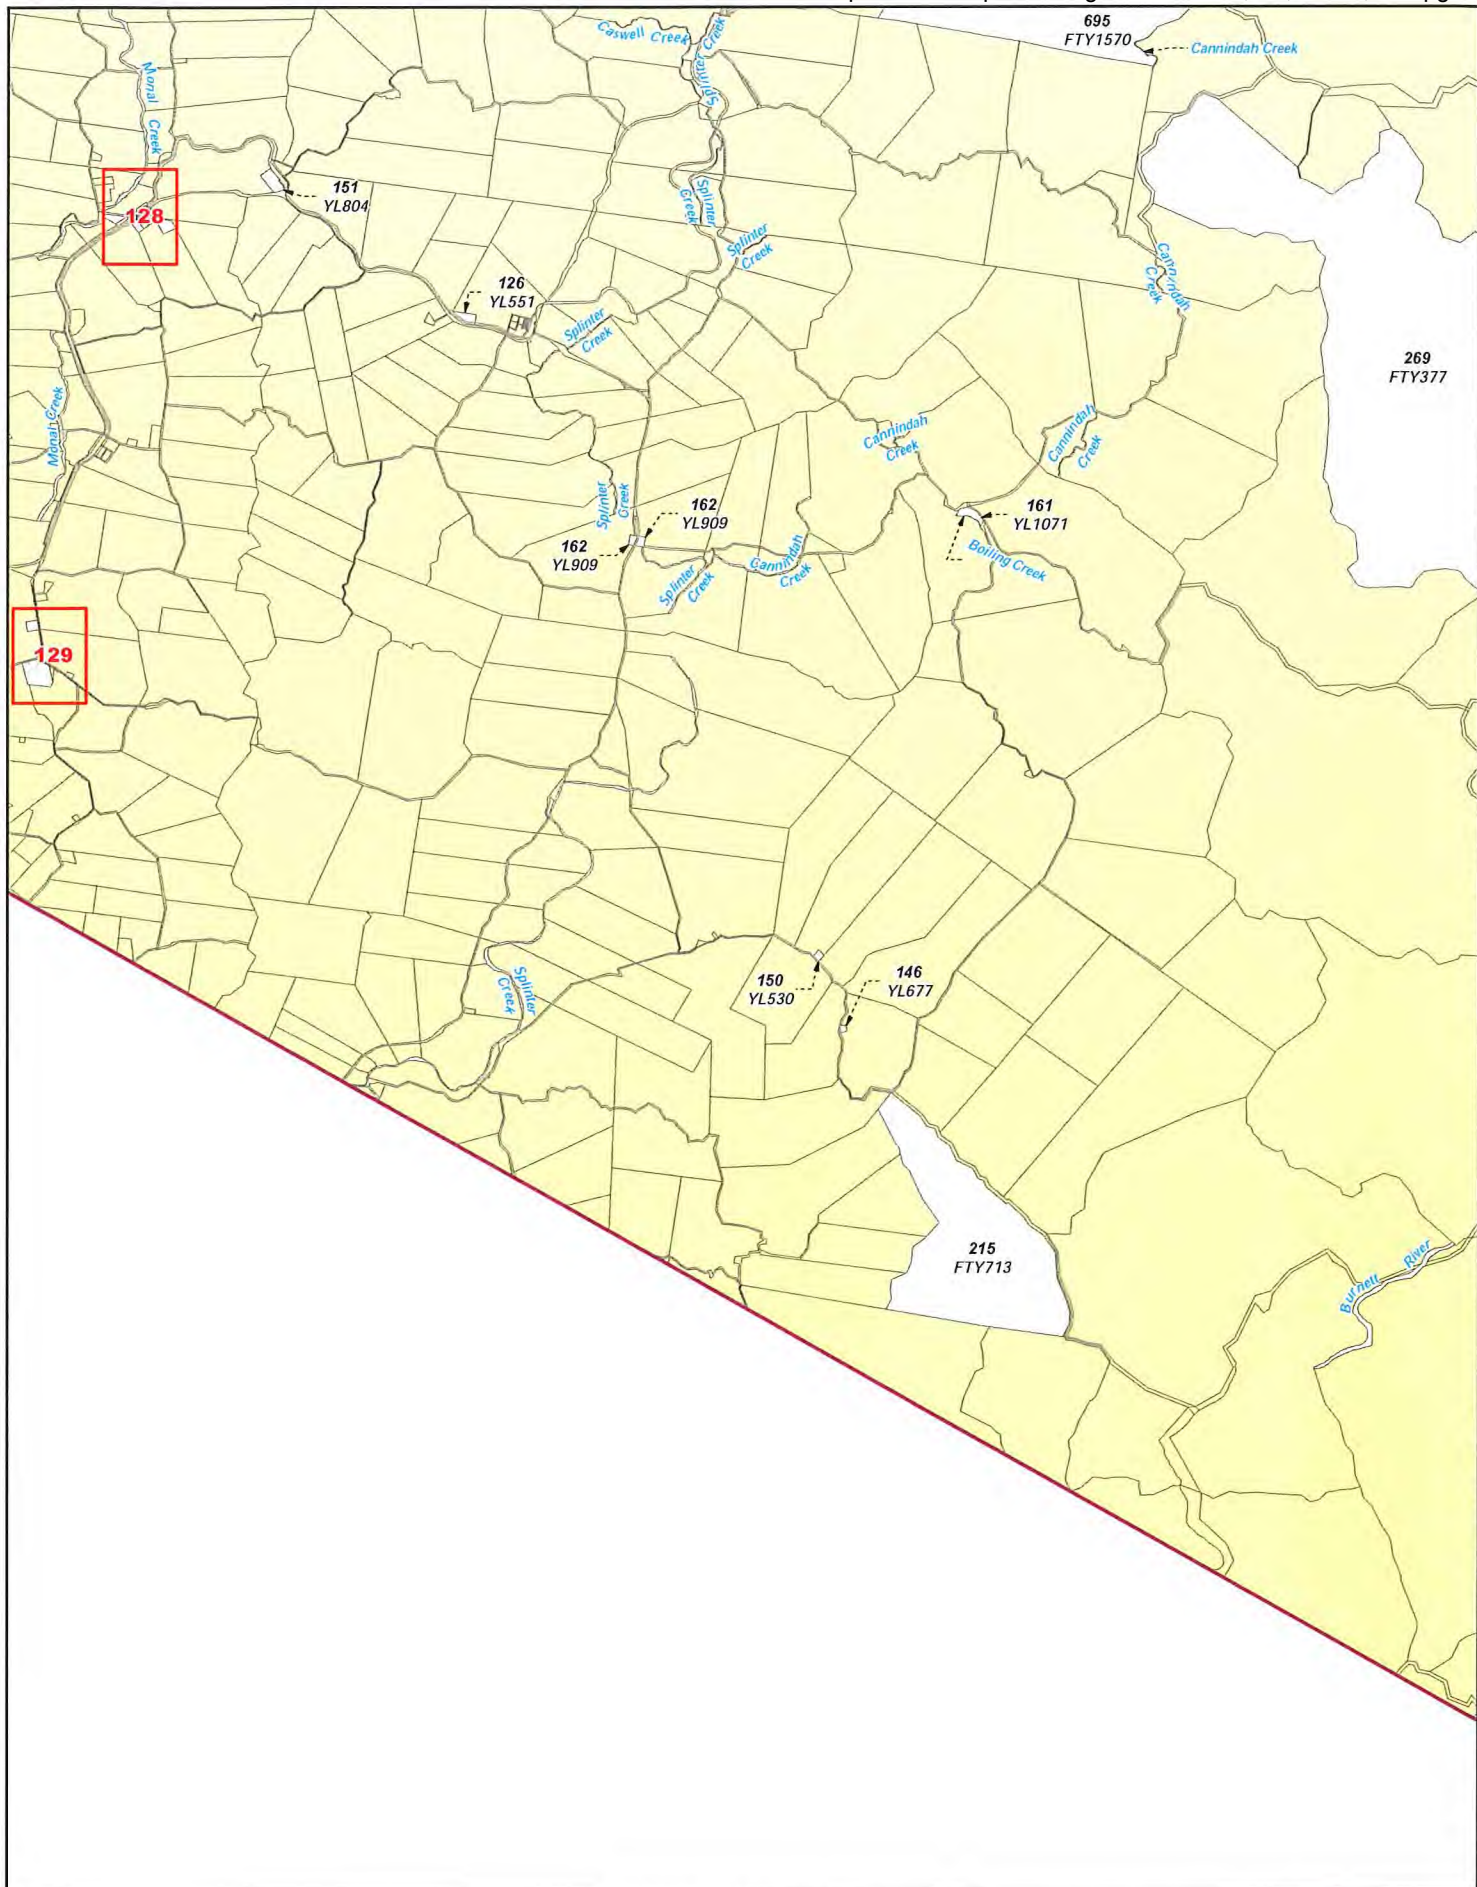 695
FTY1570
Cannindah Creek
Caswell Creek
Splinter Creek
Monal
Creek
128
151
YL804
Splinter
Creek
Splinter
Creek
Cannindah
Creek
126
YL551
Splinter
Creek
269
FTY377
Monal Creek
Cannindah
Creek
Cannindah
Creek
Splinter
Creek
162
YL909
161
YL1071
162
YL909
Cannindah
Creek
Boiling Creek
Splinter
Creek
129
Splinter
Creek
150
YL530
146
YL677
215
FTY713
Burnett River